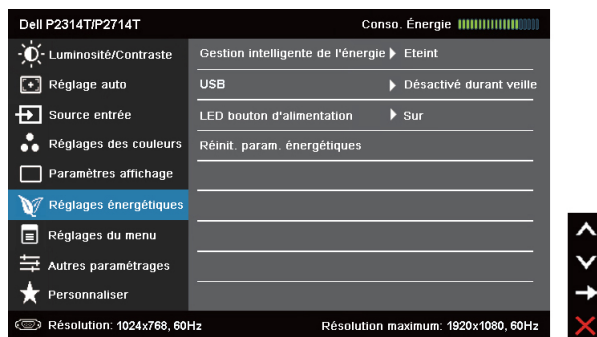 Dell P2314T/P2714T Conso. Énergie
Luminosité/Contraste Gestion intelligente de l'énergie Eteint
Réglage auto USB Désactivé durant veille
Source entrée LED bouton d'alimentation Sur
Réglages des couleurs Réinit. param. énergétiques
Paramètres affichage
Réglages énergétiques
Réglages du menu
Autres paramétrages
Personnaliser
Résolution: 1024x768, 60Hz Résolution maximum: 1920x1080, 60Hz